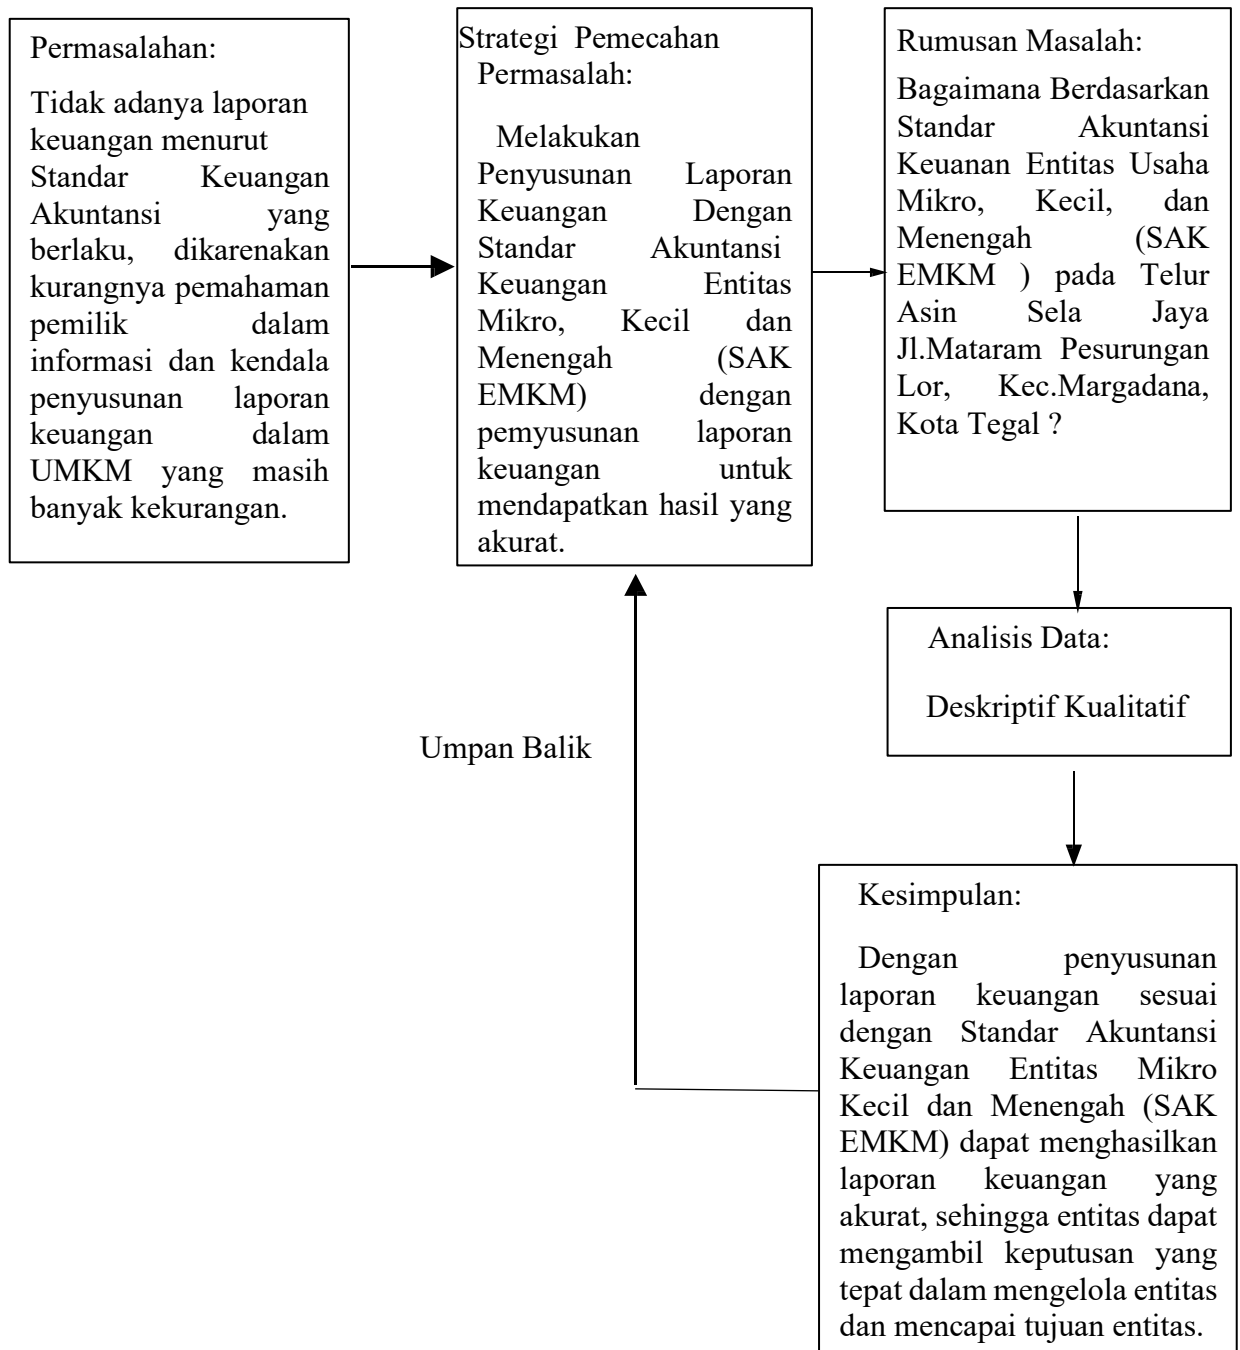 Permasalahan:
Tidak adanya laporan
keuangan menurut
Standar Keuangan
Akuntansi yang
berlaku, dikarenakan
kurangnya pemahaman
pemilik dalam
informasi dan kendala
penyusunan laporan
keuangan dalam
UMKM yang masih
banyak kekurangan.
Strategi Pemecahan
Permasalah:
Melakukan
Penyusunan Laporan
Keuangan Dengan
Standar Akuntansi
Keuangan Entitas
Mikro, Kecil dan
Menengah (SAK
EMKM) dengan
pemyusunan laporan
keuangan untuk
mendapatkan hasil yang
akurat.
Rumusan Masalah:
Bagaimana Berdasarkan
Standar Akuntansi
Keuanan Entitas Usaha
Mikro, Kecil, dan
Menengah (SAK
EMKM ) pada Telur
Asin Sela Jaya
Jl.Mataram Pesurungan
Lor, Kec.Margadana,
Kota Tegal ?
Analisis Data:
Deskriptif Kualitatif
Umpan Balik
Kesimpulan:
Dengan penyusunan
laporan keuangan sesuai
dengan Standar Akuntansi
Keuangan Entitas Mikro
Kecil dan Menengah (SAK
EMKM) dapat menghasilkan
laporan keuangan yang
akurat, sehingga entitas dapat
mengambil keputusan yang
tepat dalam mengelola entitas
dan mencapai tujuan entitas.